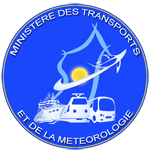 MINISTERE DES TRANSPORTS
ET DE LA METEOROLOGIE